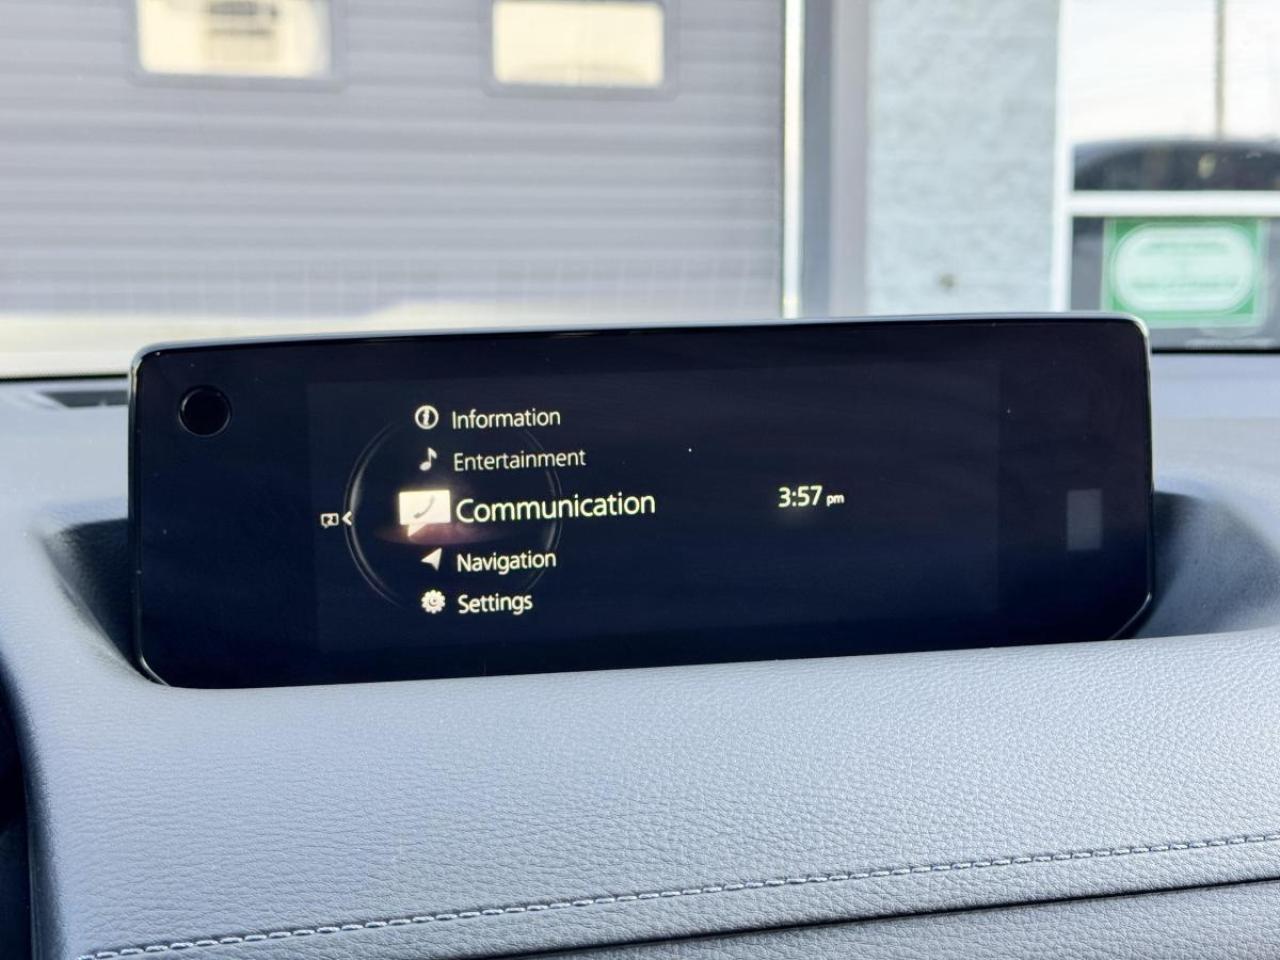 Information
Entertainment
Communication
3:57 pm
Navigation
Settings